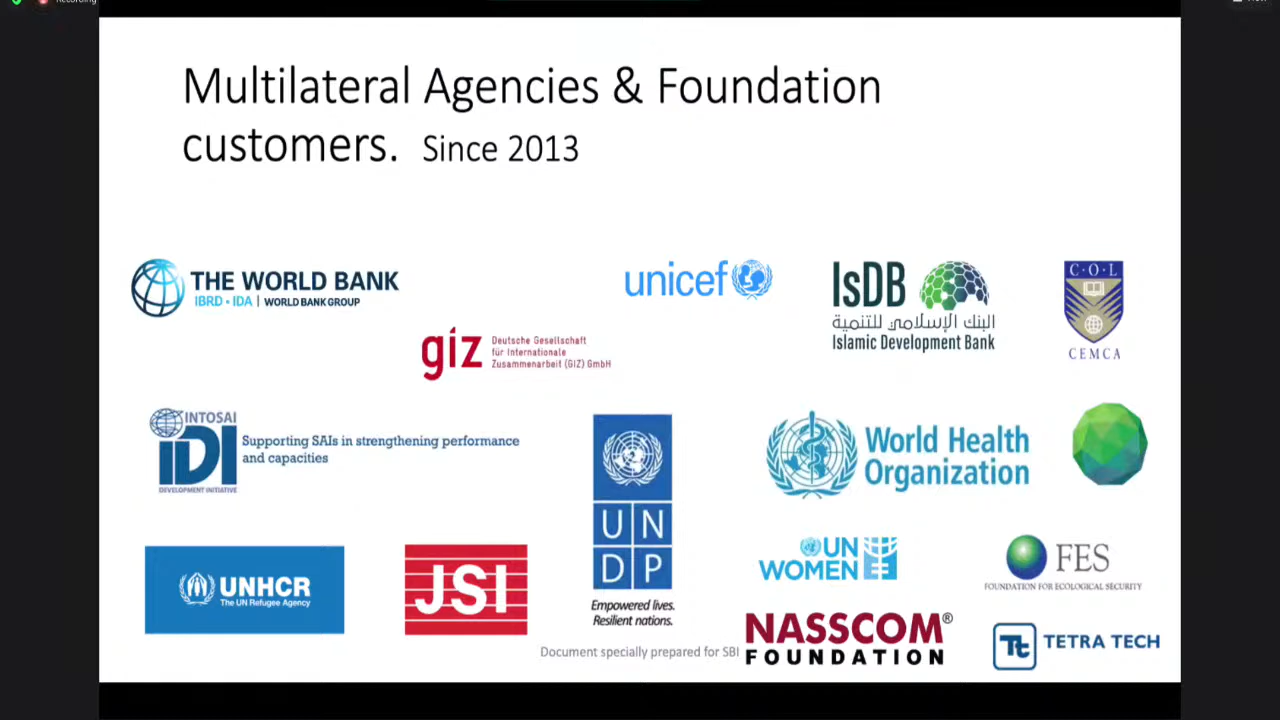 Multilateral Agencies & Foundation
customers. Since 2013
THE WORLD BANK
IBRD • IDA | WORLD BANK GROUP
unicef
IsDB
البنك الإسلامي للتنمية
Islamic Development Bank
C·O·L
CEMCA
giz
Deutsche Gesellschaft
für Internationale
Zusammenarbeit (GIZ) GmbH
INTOSAI
IDI
DEVELOPMENT INITIATIVE
Supporting SAIs in strengthening performance
and capacities
U N
D P
Empowered lives.
Resilient nations.
World Health
Organization
UNHCR
The UN Refugee Agency
JSI
UN
WOMEN
FES
FOUNDATION FOR ECOLOGICAL SECURITY
NASSCOM®
FOUNDATION
Tt
TETRA TECH
Document specially prepared for SBI